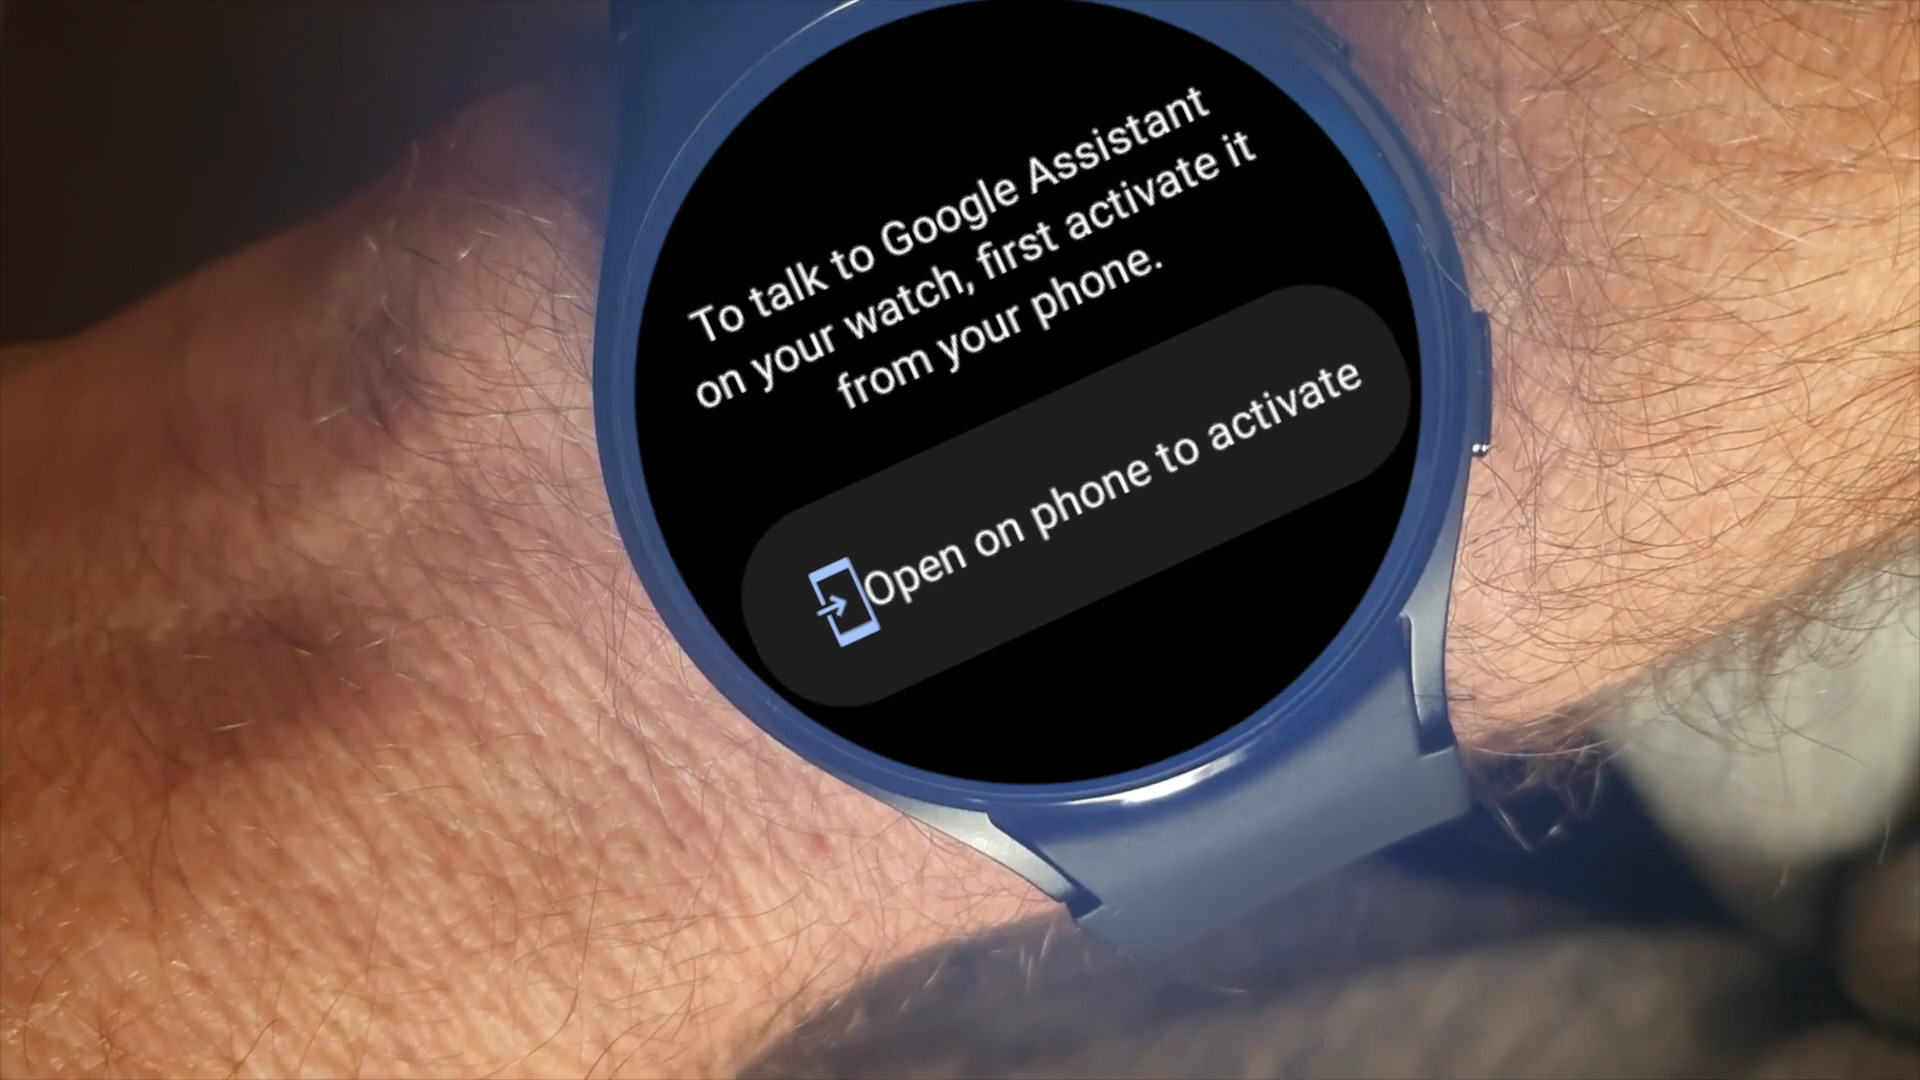 To talk to Google Assistant
on your watch, first activate it
from your phone.
Open on phone to activate